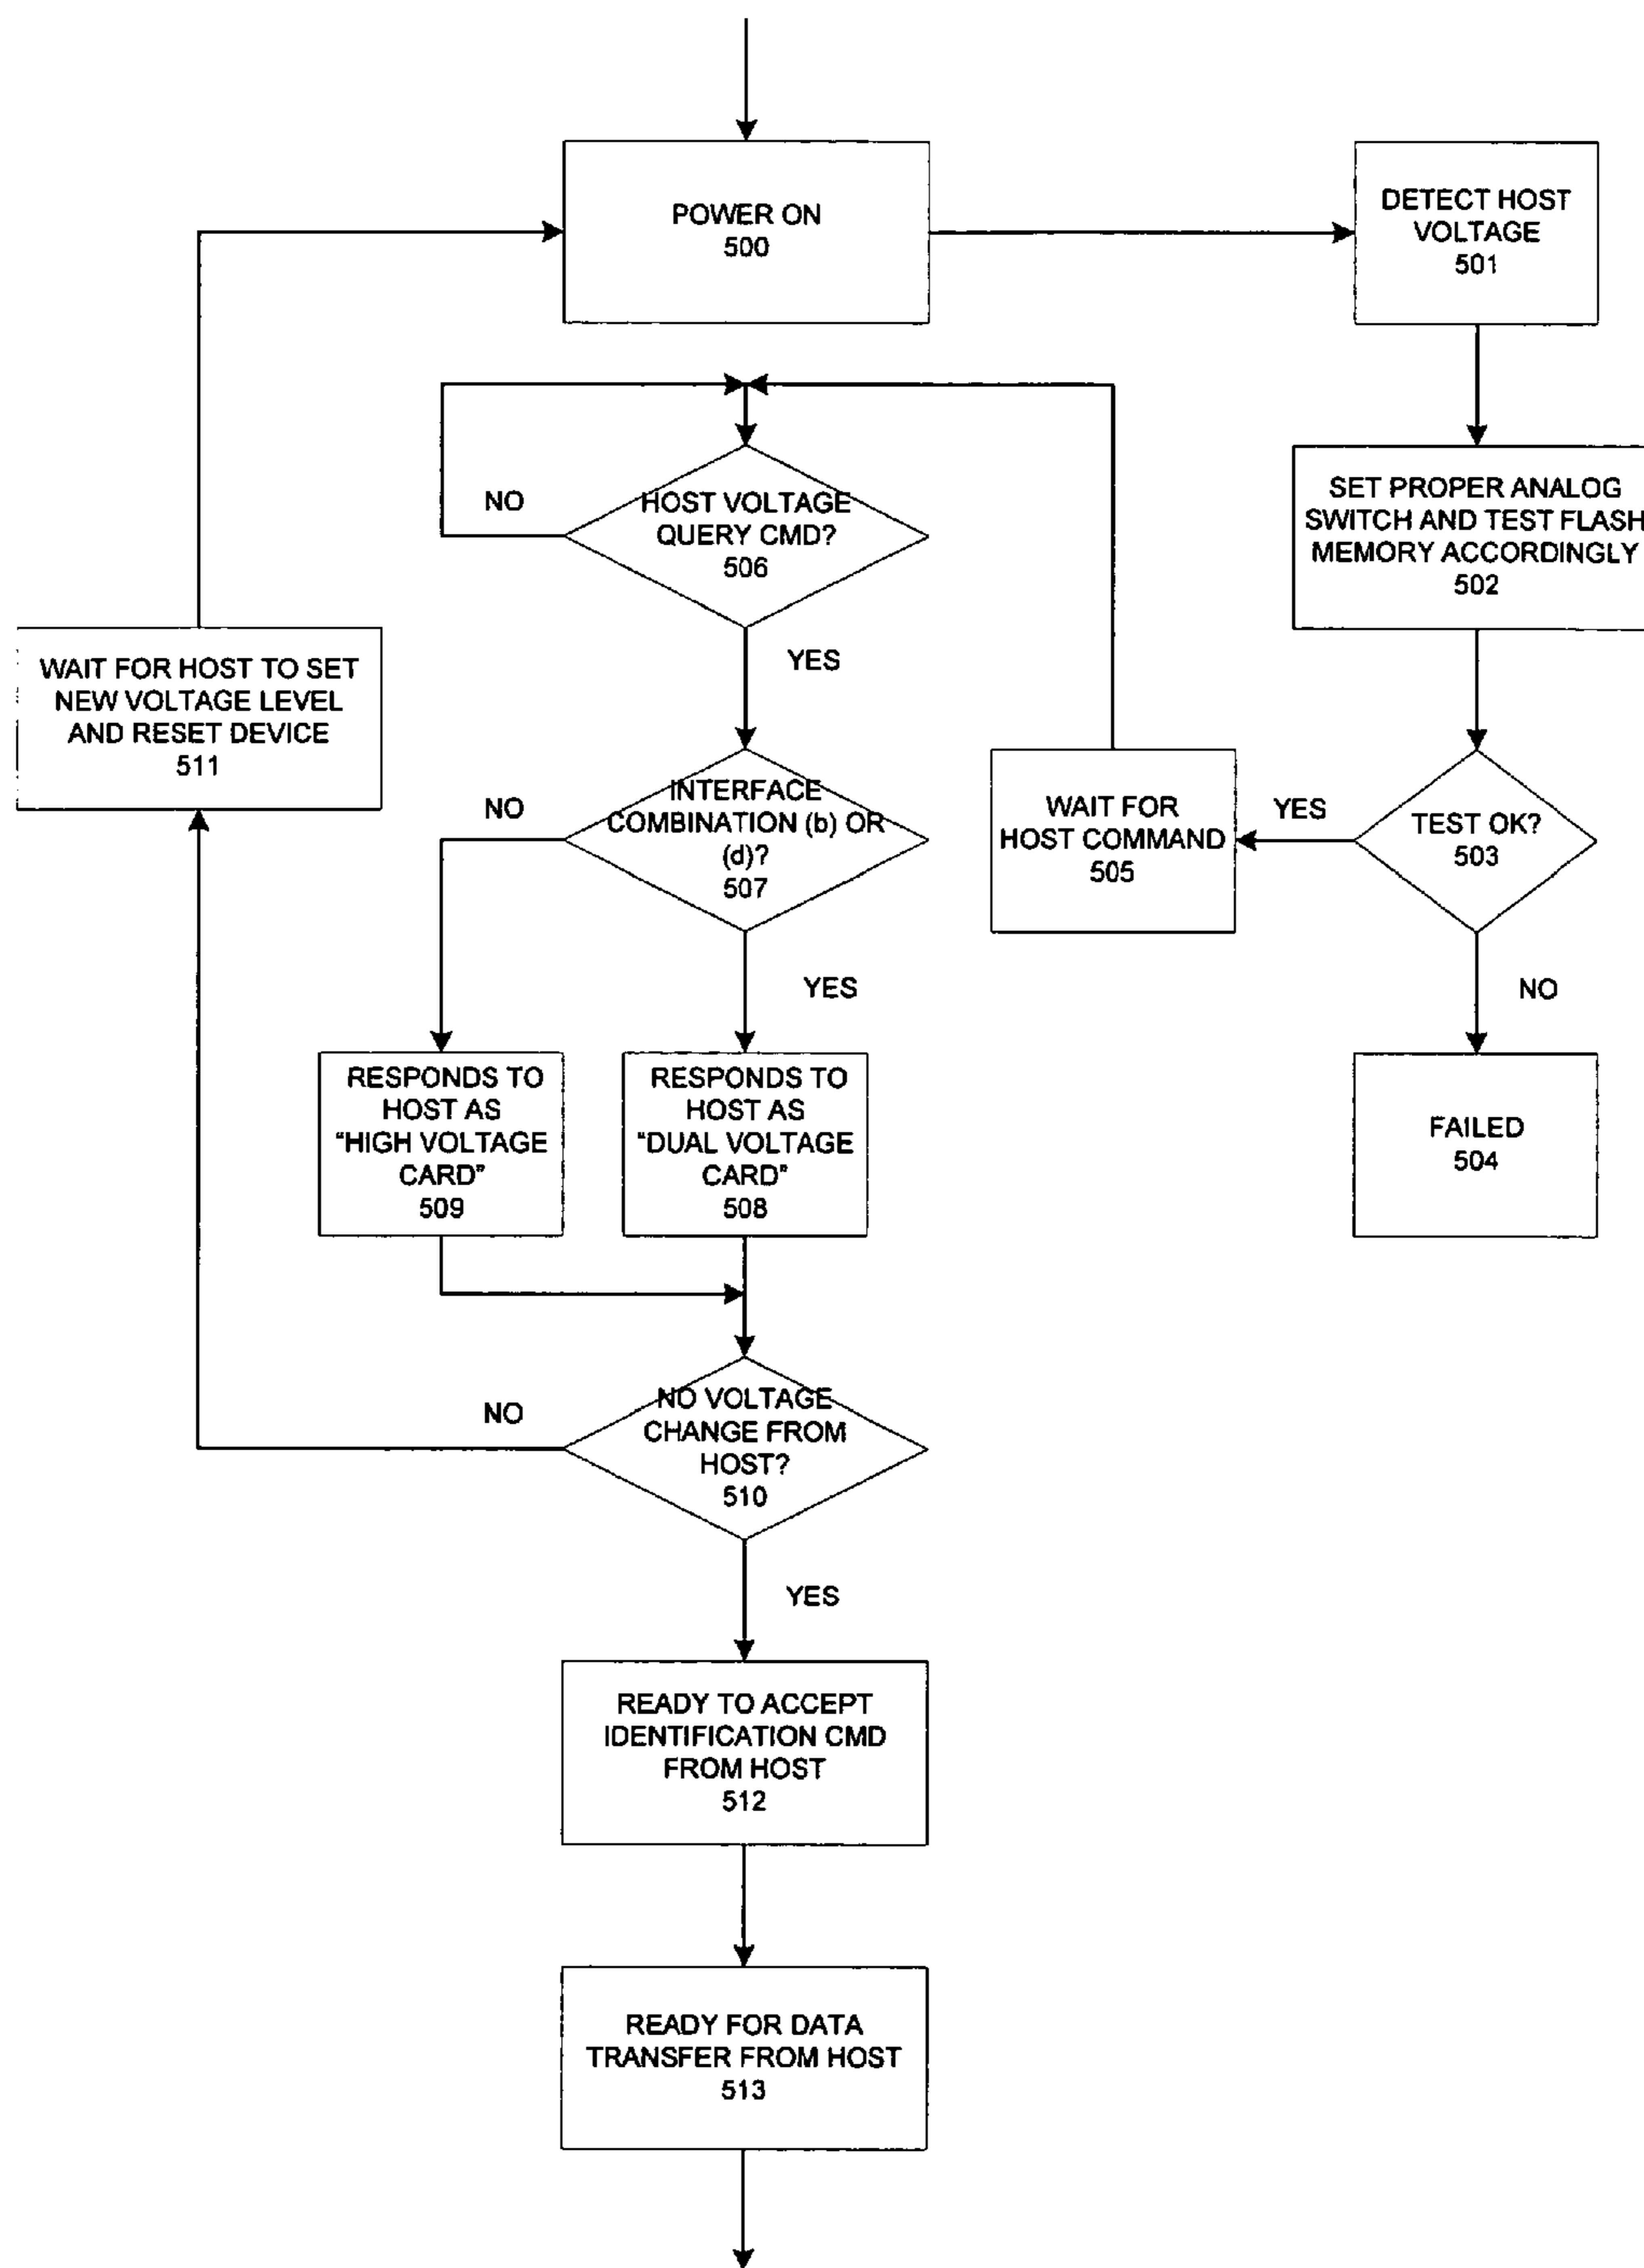 POWER ON
500
DETECT HOST
VOLTAGE
501
SET PROPER ANALOG
SWITCH AND TEST FLASH
MEMORY ACCORDINGLY
502
NO
HOST VOLTAGE
QUERY CMD?
506
YES
WAIT FOR HOST TO SET
NEW VOLTAGE LEVEL
AND RESET DEVICE
511
NO
INTERFACE
COMBINATION (b) OR
(d)?
507
YES
WAIT FOR
HOST COMMAND
505
YES
TEST OK?
503
NO
RESPONDS TO
HOST AS
"HIGH VOLTAGE
CARD"
509
RESPONDS TO
HOST AS
"DUAL VOLTAGE
CARD"
508
FAILED
504
NO
NO VOLTAGE
CHANGE FROM
HOST?
510
YES
READY TO ACCEPT
IDENTIFICATION CMD
FROM HOST
512
READY FOR DATA
TRANSFER FROM HOST
513